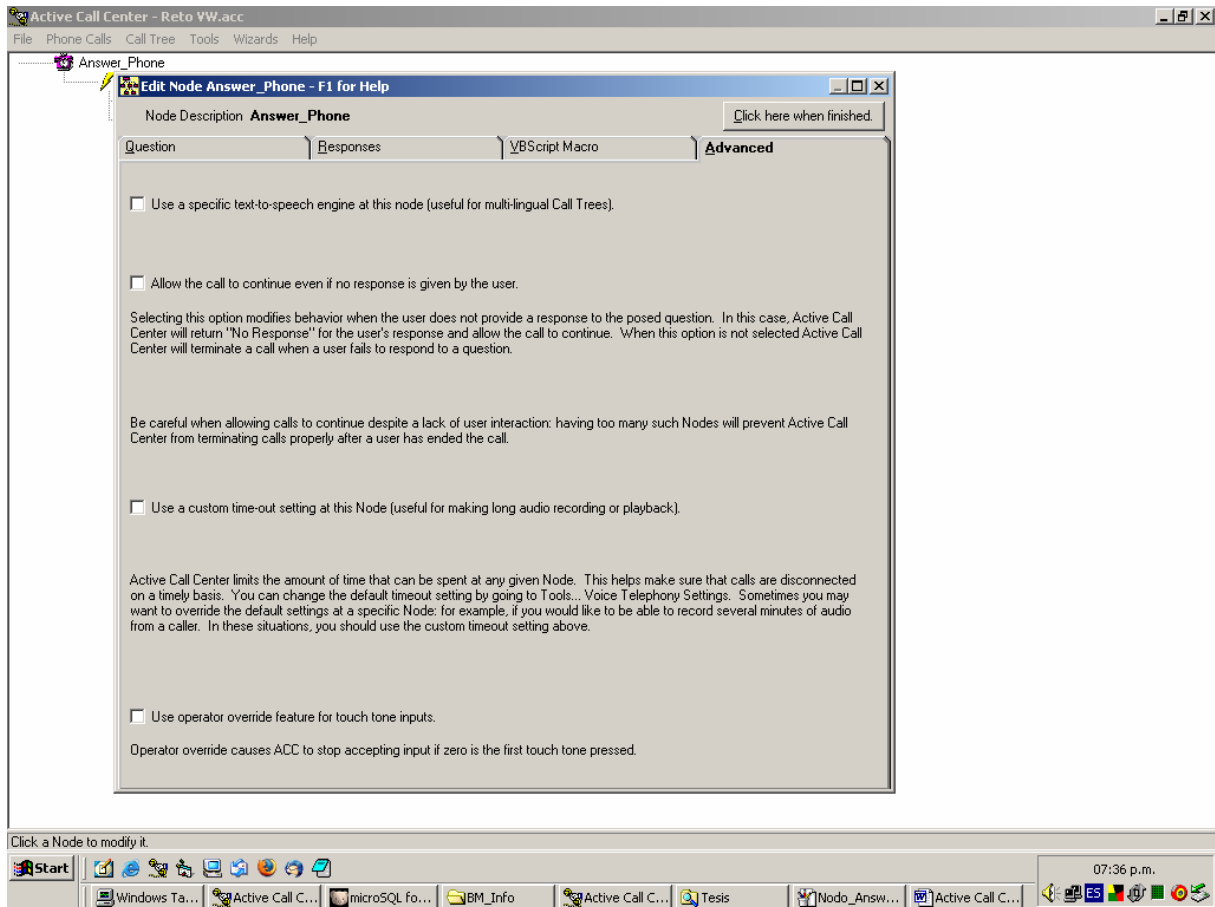 Active Call Center - Reto VW.acc
File Phone Calls Call Tree Tools Wizards Help
Answer_Phone
Edit Node Answer_Phone - F1 for Help
Node Description Answer_Phone
Click here when finished.
Question Responses VBScript Macro Advanced
Use a specific text-to-speech engine at this node (useful for multi-lingual Call Trees).
Allow the call to continue even if no response is given by the user.
Selecting this option modifies behavior when the user does not provide a response to the posed question. In this case, Active Call
Center will return "No Response" for the user's response and allow the call to continue. When this option is not selected Active Call
Center will terminate a call when a user fails to respond to a question.
Be careful when allowing calls to continue despite a lack of user interaction: having too many such Nodes will prevent Active Call
Center from terminating calls properly after a user has ended the call.
Use a custom time-out setting at this Node (useful for making long audio recording or playback).
Active Call Center limits the amount of time that can be spent at any given Node. This helps make sure that calls are disconnected
on a timely basis. You can change the default timeout setting by going to Tools... Voice Telephony Settings. Sometimes you may
want to override the default settings at a specific Node: for example, if you would like to be able to record several minutes of audio
from a caller. In these situations, you should use the custom timeout setting above.
Use operator override feature for touch tone inputs.
Operator override causes ACC to stop accepting input if zero is the first touch tone pressed.
Click a Node to modify it.
Start
07:36 p.m.
Windows Ta... Active Call C... microSQL fo... BM_Info Active Call C... Tesis Nodo_Answ... Active Call C... ES